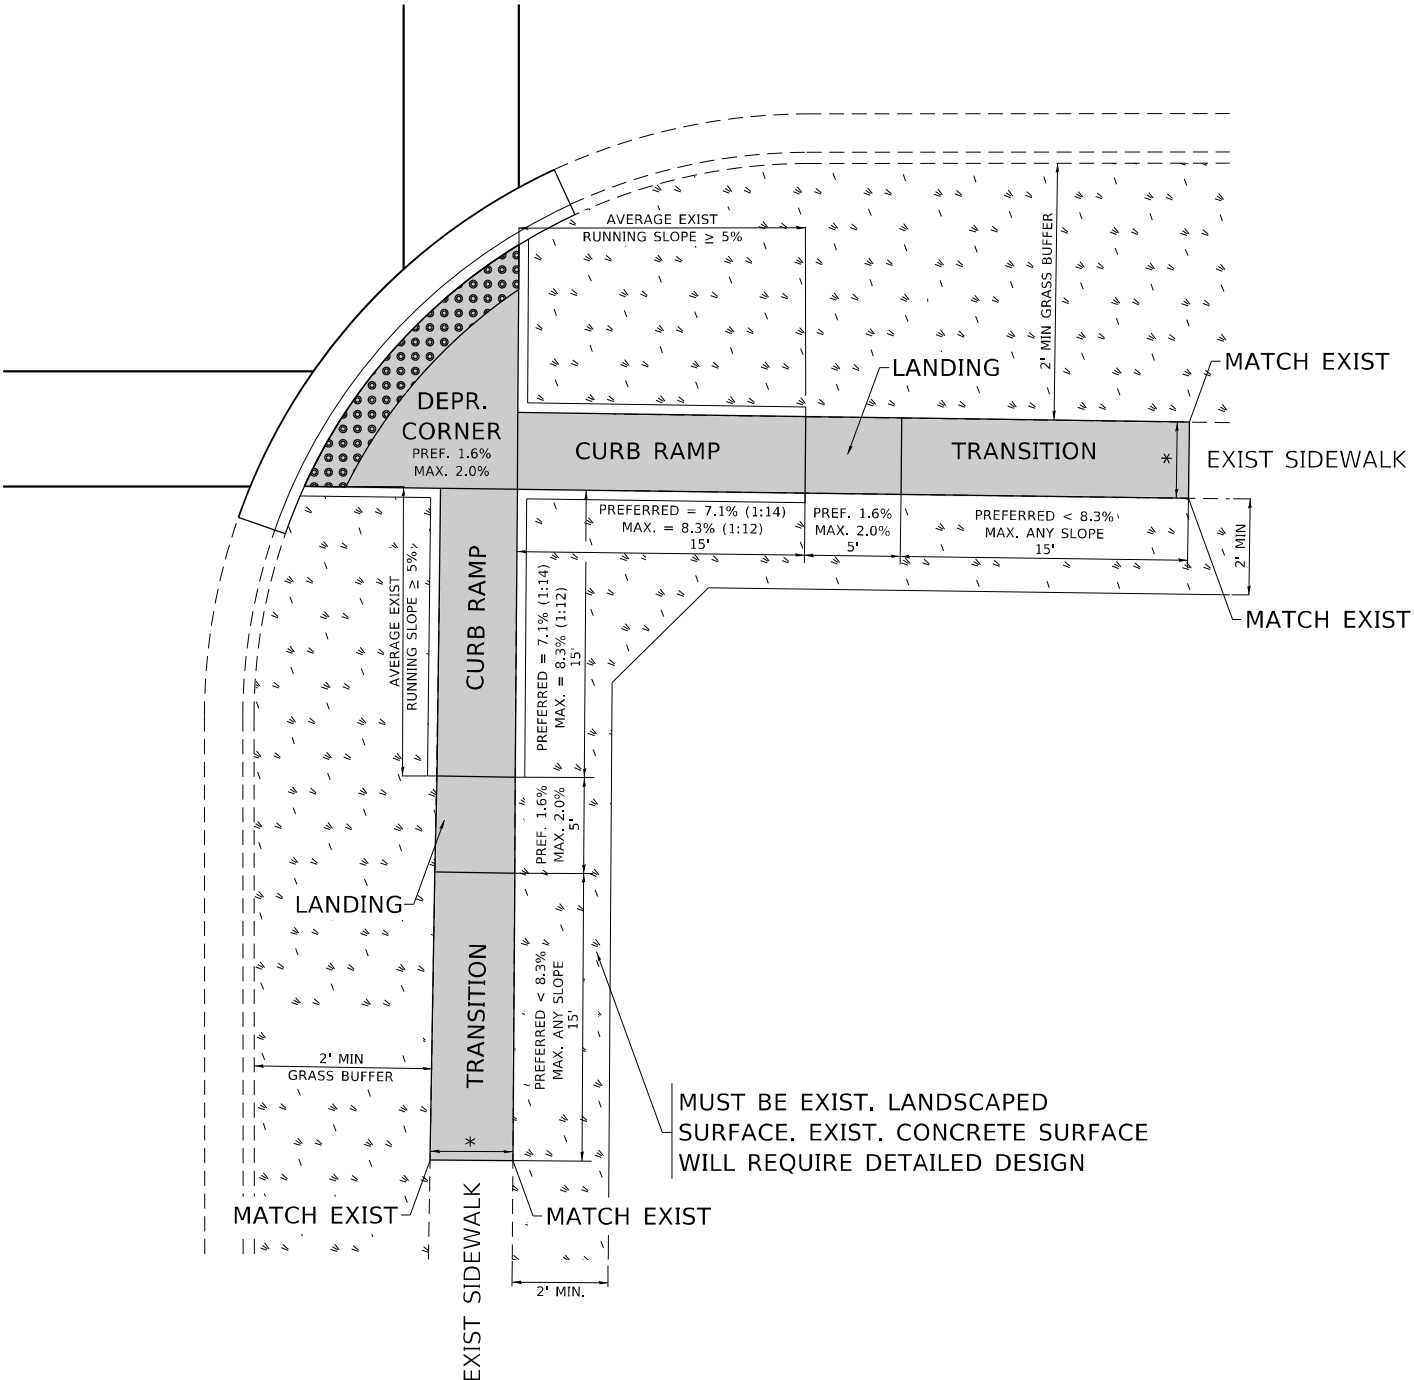 AVERAGE EXIST
RUNNING SLOPE ≥ 5%
2' MIN GRASS BUFFER
LANDING
MATCH EXIST
DEPR.
CORNER
PREF. 1.6%
MAX. 2.0%
CURB RAMP
TRANSITION
*
EXIST SIDEWALK
PREFERRED = 7.1% (1:14)
MAX. = 8.3% (1:12)
15'
PREF. 1.6%
MAX. 2.0%
5'
PREFERRED < 8.3%
MAX. ANY SLOPE
15'
2' MIN
MATCH EXIST
AVERAGE EXIST
RUNNING SLOPE ≥ 5%
CURB RAMP
PREFERRED = 7.1% (1:14)
MAX. = 8.3% (1:12)
15'
PREF. 1.6%
MAX. 2.0%
5'
LANDING
TRANSITION
PREFERRED < 8.3%
MAX. ANY SLOPE
15'
2' MIN
GRASS BUFFER
*
MUST BE EXIST. LANDSCAPED
SURFACE. EXIST. CONCRETE SURFACE
WILL REQUIRE DETAILED DESIGN
MATCH EXIST
MATCH EXIST
EXIST SIDEWALK
2' MIN.